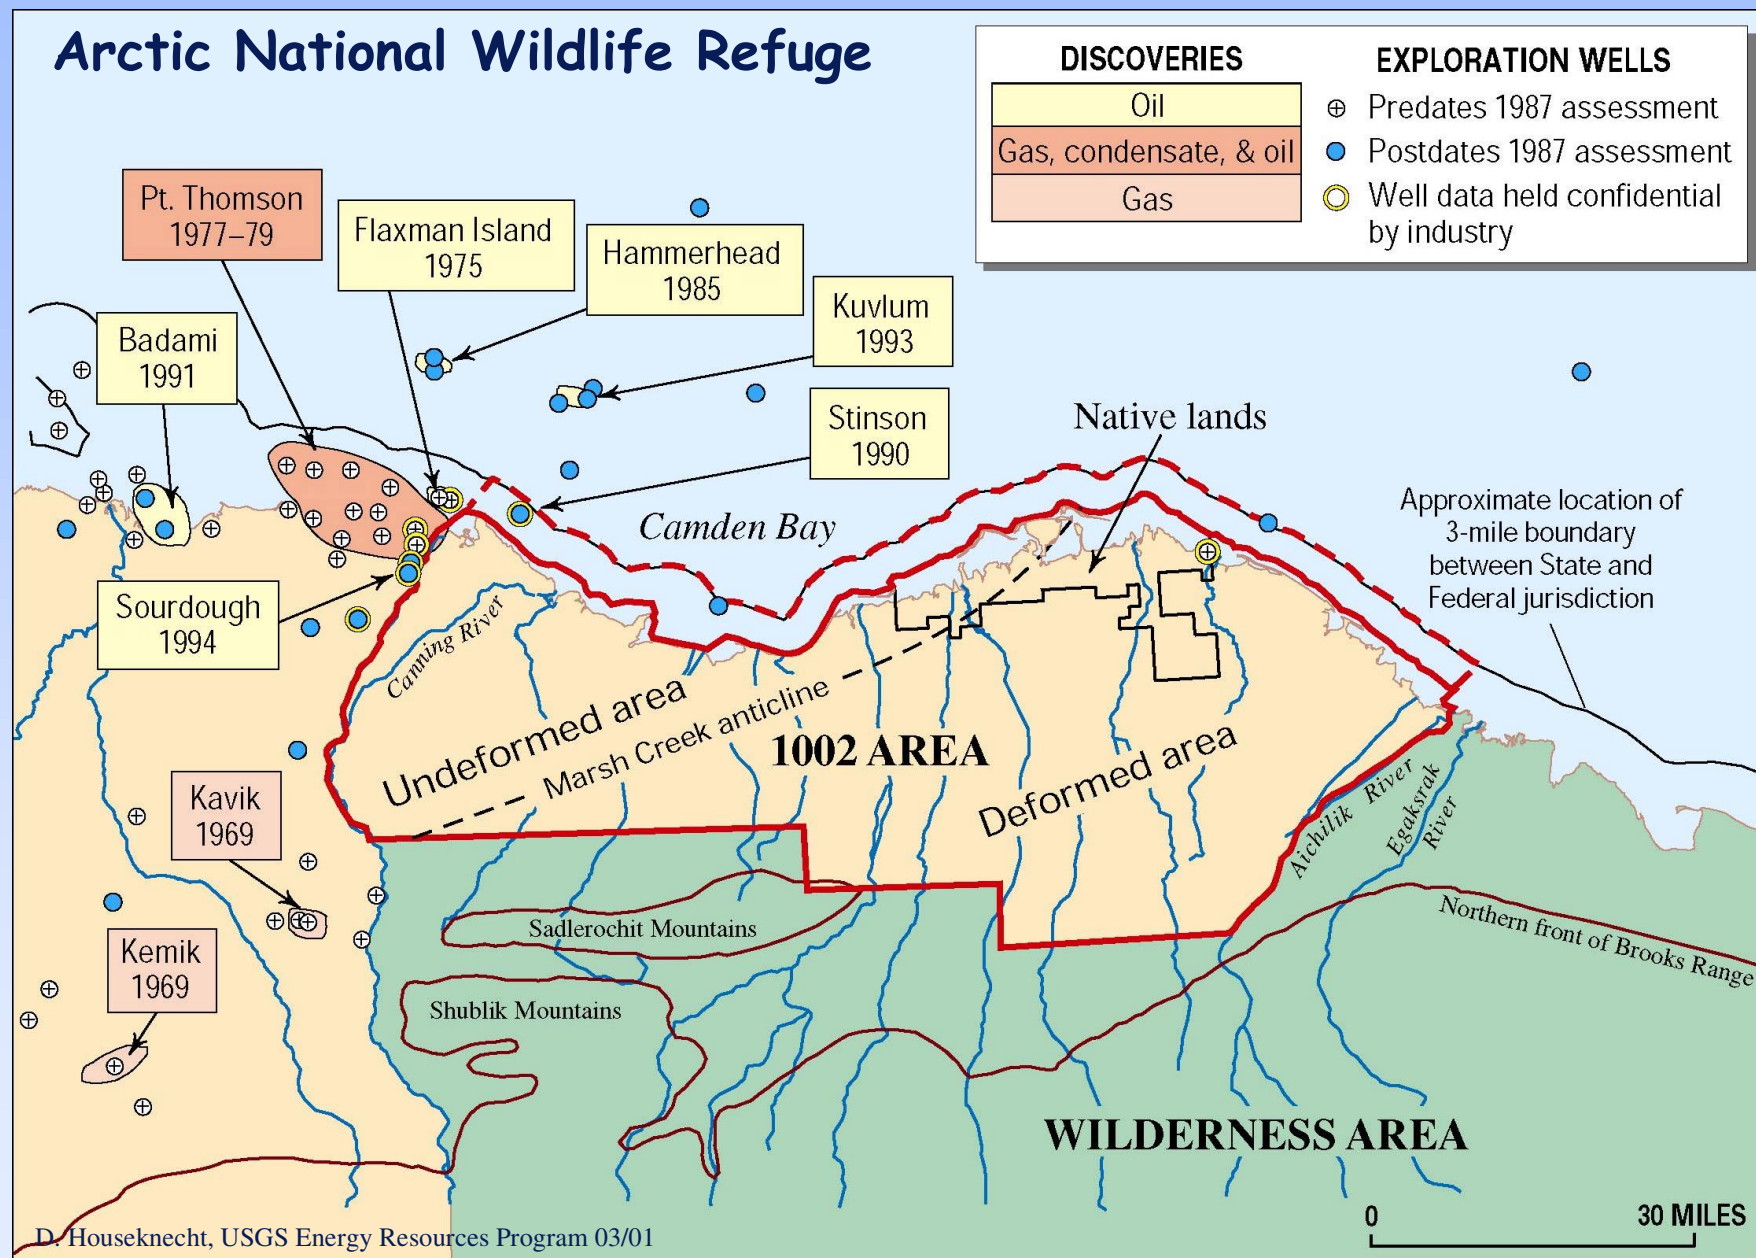 Arctic National Wildlife Refuge
DISCOVERIES
Oil
Gas, condensate, & oil
Gas
EXPLORATION WELLS
Predates 1987 assessment
Postdates 1987 assessment
Well data held confidential
by industry
Pt. Thomson
1977–79
Flaxman Island
1975
Hammerhead
1985
Kuvlum
1993
Badami
1991
Stinson
1990
Native lands
Camden Bay
Approximate location of
3-mile boundary
between State and
Federal jurisdiction
Sourdough
1994
Canning River
Undeformed area
Marsh Creek anticline
1002 AREA
Deformed area
Aichilik River
Egaksrak
River
Kavik
1969
Kemik
1969
Sadlerochit Mountains
Shublik Mountains
Northern front of Brooks Range
WILDERNESS AREA
0 30 MILES
D. Houseknecht, USGS Energy Resources Program 03/01